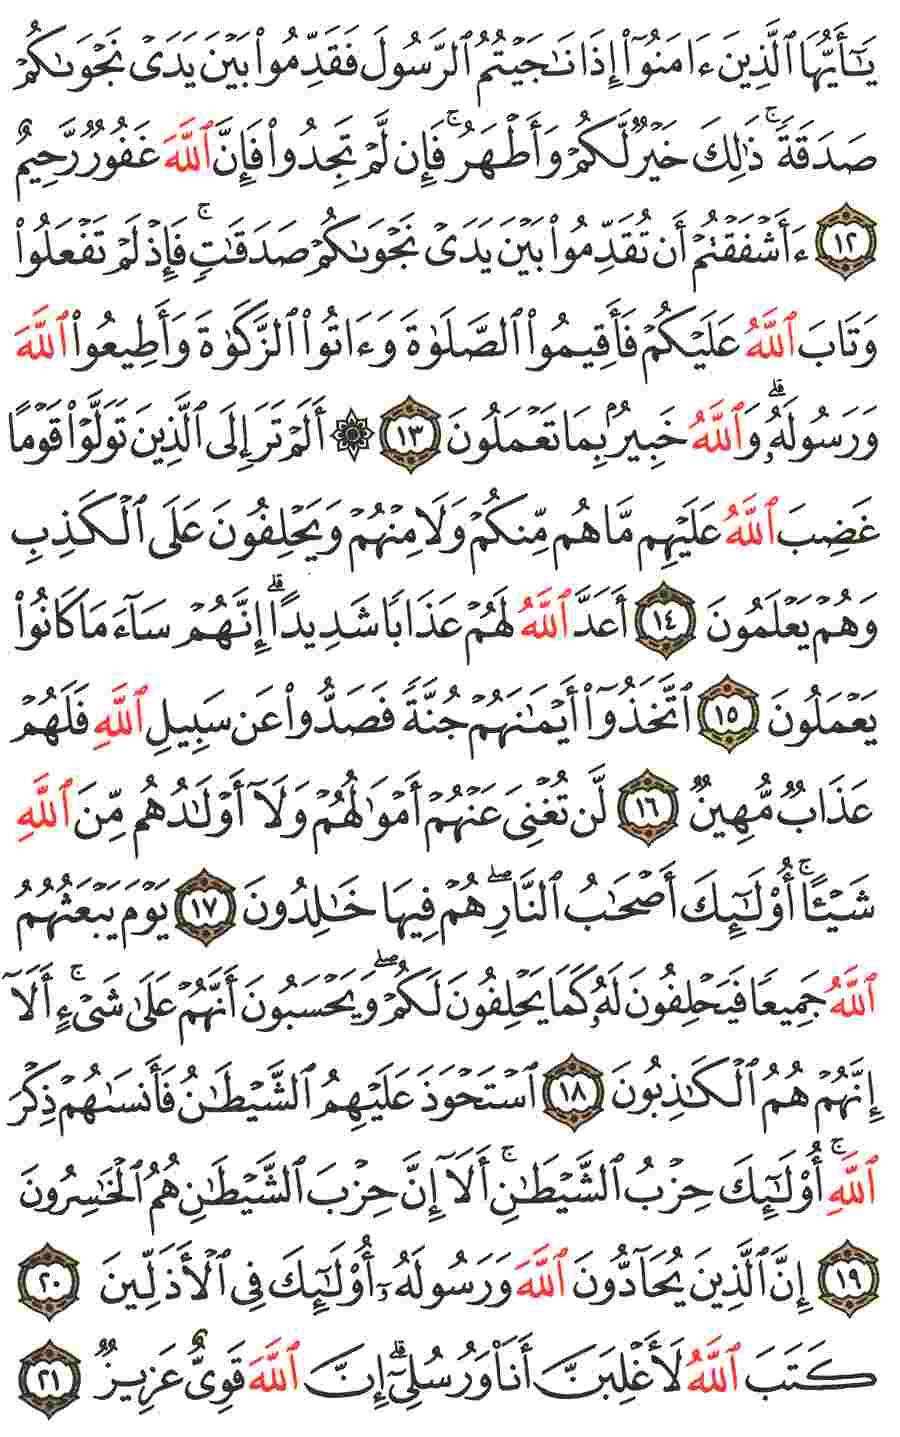 يَٰٓأَيُّهَا ٱلَّذِينَ ءَامَنُوٓاْ إِذَا نَٰجَيۡتُمُ ٱلرَّسُولَ فَقَدِّمُواْ بَيۡنَ يَدَيۡ نَجۡوَىٰكُمۡ
صَدَقَةٗۚ ذَٰلِكَ خَيۡرٞ لَّكُمۡ وَأَطۡهَرُۚ فَإِن لَّمۡ تَجِدُواْ فَإِنَّ ٱللَّهَ غَفُورٞ رَّحِيمٌ
١٢ ءَأَشۡفَقۡتُمۡ أَن تُقَدِّمُواْ بَيۡنَ يَدَيۡ نَجۡوَىٰكُمۡ صَدَقَٰتٖۚ فَإِذۡ لَمۡ تَفۡعَلُواْ
وَتَابَ ٱللَّهُ عَلَيۡكُمۡ فَأَقِيمُواْ ٱلصَّلَوٰةَ وَءَاتُواْ ٱلزَّكَوٰةَ وَأَطِيعُواْ ٱللَّهَ
وَرَسُولَهُۥۚ وَٱللَّهُ خَبِيرُۢ بِمَا تَعۡمَلُونَ ١٣ ۞ أَلَمۡ تَرَ إِلَى ٱلَّذِينَ تَوَلَّوۡاْ قَوۡمًا
غَضِبَ ٱللَّهُ عَلَيۡهِم مَّا هُم مِّنكُمۡ وَلَا مِنۡهُمۡ وَيَحۡلِفُونَ عَلَى ٱلۡكَذِبِ
وَهُمۡ يَعۡلَمُونَ ١٤ أَعَدَّ ٱللَّهُ لَهُمۡ عَذَابٗا شَدِيدًاۖ إِنَّهُمۡ سَآءَ مَا كَانُواْ
يَعۡمَلُونَ ١٥ ٱتَّخَذُوٓاْ أَيۡمَٰنَهُمۡ جُنَّةٗ فَصَدُّواْ عَن سَبِيلِ ٱللَّهِ فَلَهُمۡ
عَذَابٞ مُّهِينٞ ١٦ لَّن تُغۡنِيَ عَنۡهُمۡ أَمۡوَٰلُهُمۡ وَلَآ أَوۡلَٰدُهُم مِّنَ ٱللَّهِ
شَيۡـًٔاۚ أُوْلَٰٓئِكَ أَصۡحَٰبُ ٱلنَّارِۖ هُمۡ فِيهَا خَٰلِدُونَ ١٧ يَوۡمَ يَبۡعَثُهُمُ
ٱللَّهُ جَمِيعٗا فَيَحۡلِفُونَ لَهُۥ كَمَا يَحۡلِفُونَ لَكُمۡۖ وَيَحۡسَبُونَ أَنَّهُمۡ عَلَىٰ شَيۡءٍۚ أَلَآ
إِنَّهُمۡ هُمُ ٱلۡكَٰذِبُونَ ١٨ ٱسۡتَحۡوَذَ عَلَيۡهِمُ ٱلشَّيۡطَٰنُ فَأَنسَىٰهُمۡ ذِكۡرَ
ٱللَّهِۚ أُوْلَٰٓئِكَ حِزۡبُ ٱلشَّيۡطَٰنِۚ أَلَآ إِنَّ حِزۡبَ ٱلشَّيۡطَٰنِ هُمُ ٱلۡخَٰسِرُونَ
١٩ إِنَّ ٱلَّذِينَ يُحَآدُّونَ ٱللَّهَ وَرَسُولَهُۥٓ أُوْلَٰٓئِكَ فِي ٱلۡأَذَلِّينَ ٢٠
كَتَبَ ٱللَّهُ لَأَغۡلِبَنَّ أَنَا۠ وَرُسُلِيٓۚ إِنَّ ٱللَّهَ قَوِيٌّ عَزِيزٞ ٢١